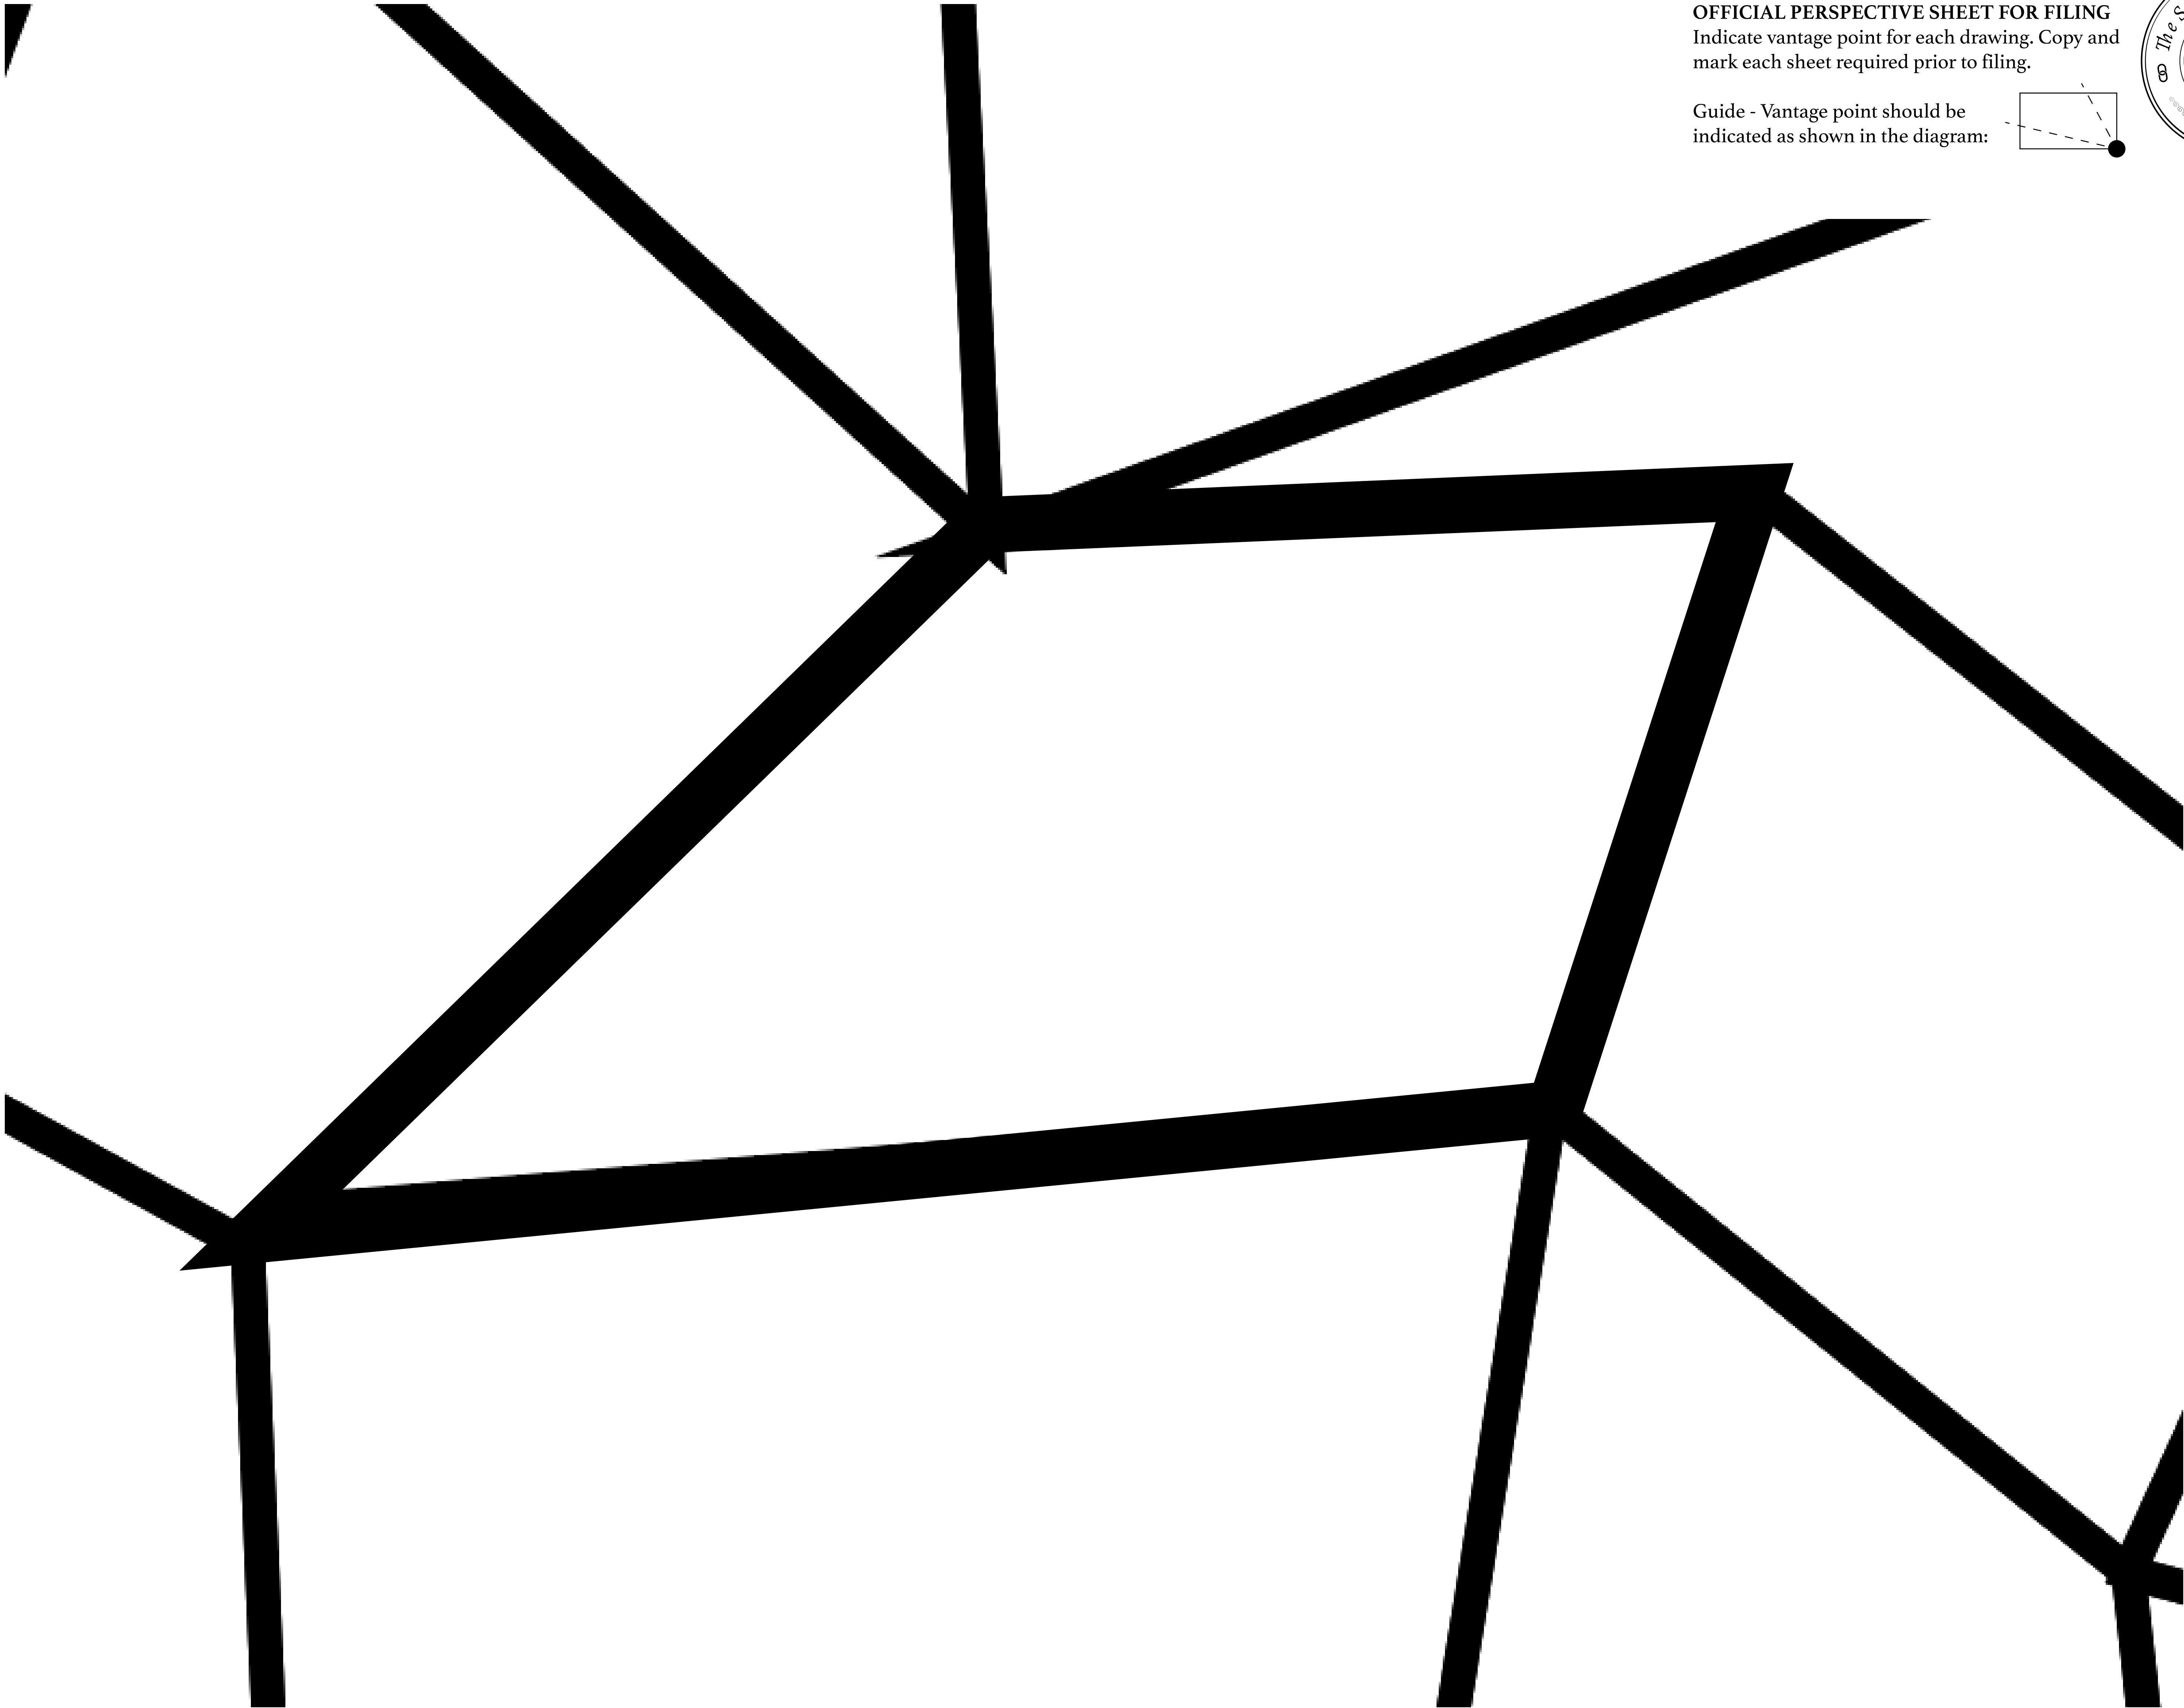 OFFICIAL PERSPECTIVE SHEET FOR FILING
Indicate vantage point for each drawing. Copy and
mark each sheet required prior to filing.
Guide - Vantage point should be
indicated as shown in the diagram:
The